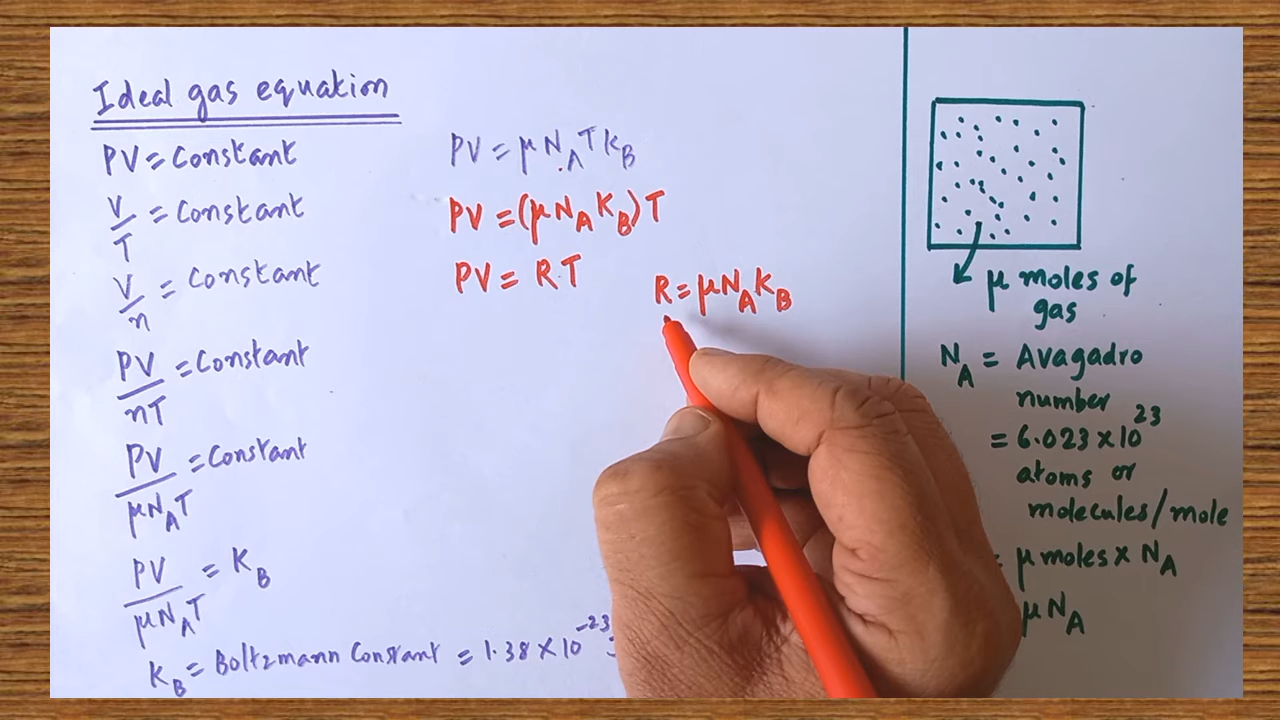 Ideal gas equation
PV = Constant
V/T = Constant
V/n = Constant
PV/nT = Constant
PV/μN_A T = Constant
PV/μN_A T = K_B
K_B = Boltzmann Constant = 1.38 × 10^-23
PV = μN_A T K_B
PV = (μN_A K_B) T
PV = R.T
R = μN_A K_B
μ moles of
gas
N_A = Avagadro
number
= 6.023 × 10^23
atoms or
molecules/mole
= μ moles × N_A
μN_A